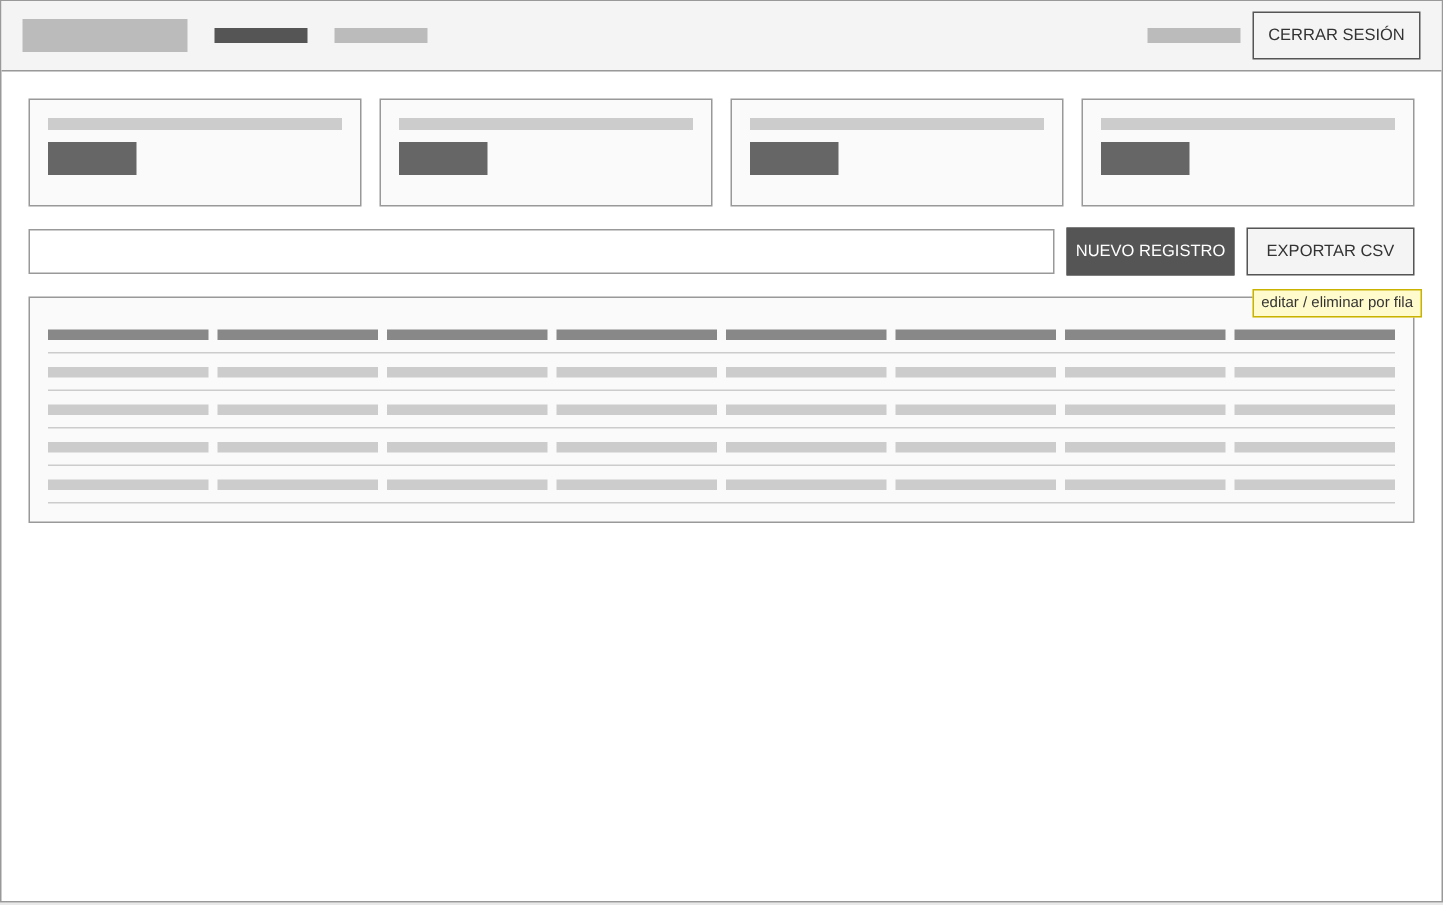 CERRAR SESIÓN
NUEVO REGISTRO
EXPORTAR CSV
editar / eliminar por fila